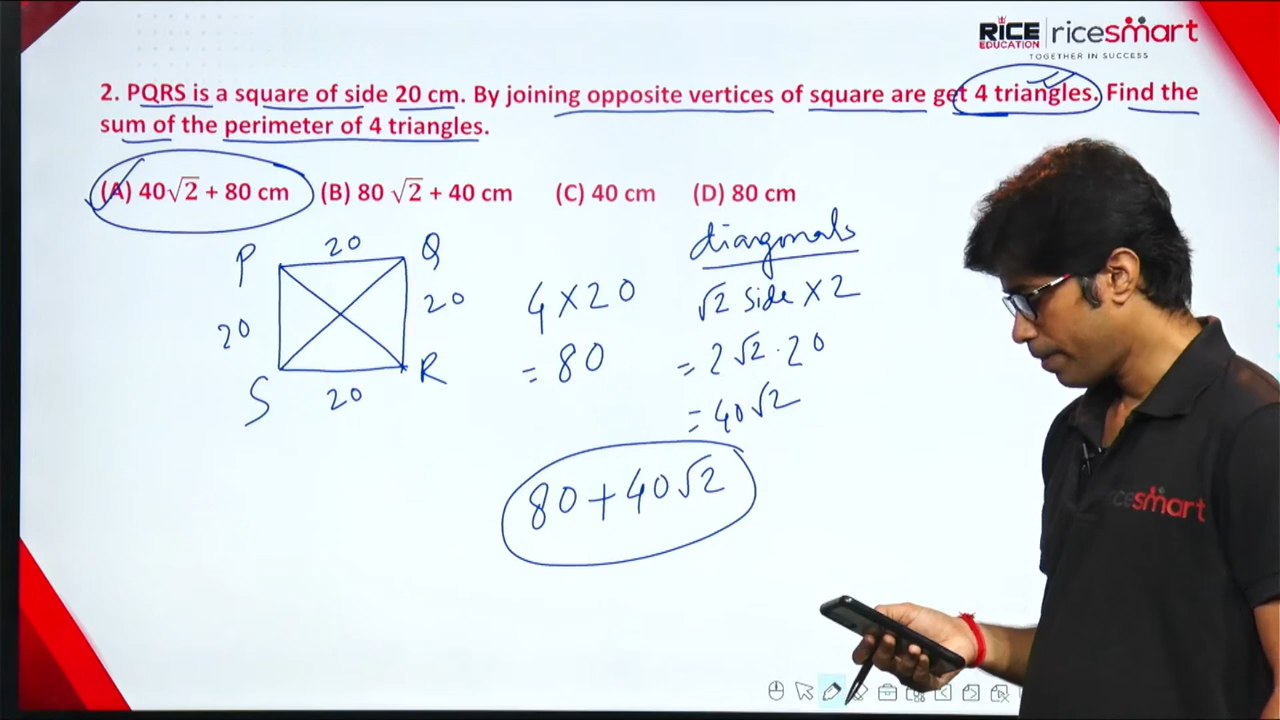 RICE EDUCATION ricesmart
TOGETHER IN SUCCESS
2. PQRS is a square of side 20 cm. By joining opposite vertices of square are get 4 triangles. Find the
sum of the perimeter of 4 triangles.
(A) 40√2 + 80 cm (B) 80 √2 + 40 cm (C) 40 cm (D) 80 cm
diagonals
P 20 Q
20 20
S 20 R
4 × 20
= 80
√2 side × 2
= 2√2 · 20
= 40√2
80 + 40√2
cesmart